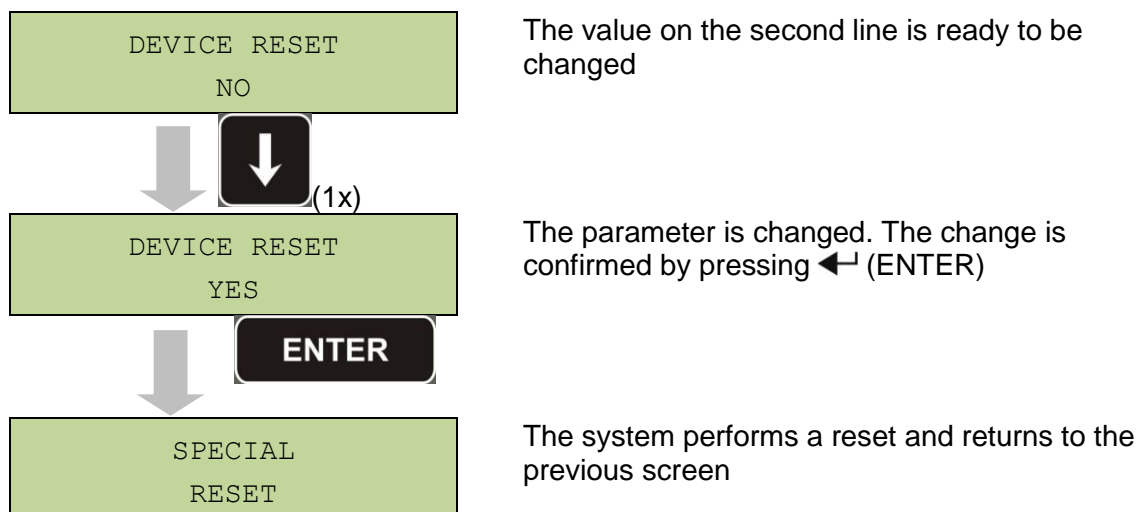 DEVICE RESET
NO
The value on the second line is ready to be
changed
(1x)
DEVICE RESET
YES
The parameter is changed. The change is
confirmed by pressing (ENTER)
ENTER
SPECIAL
RESET
The system performs a reset and returns to the
previous screen